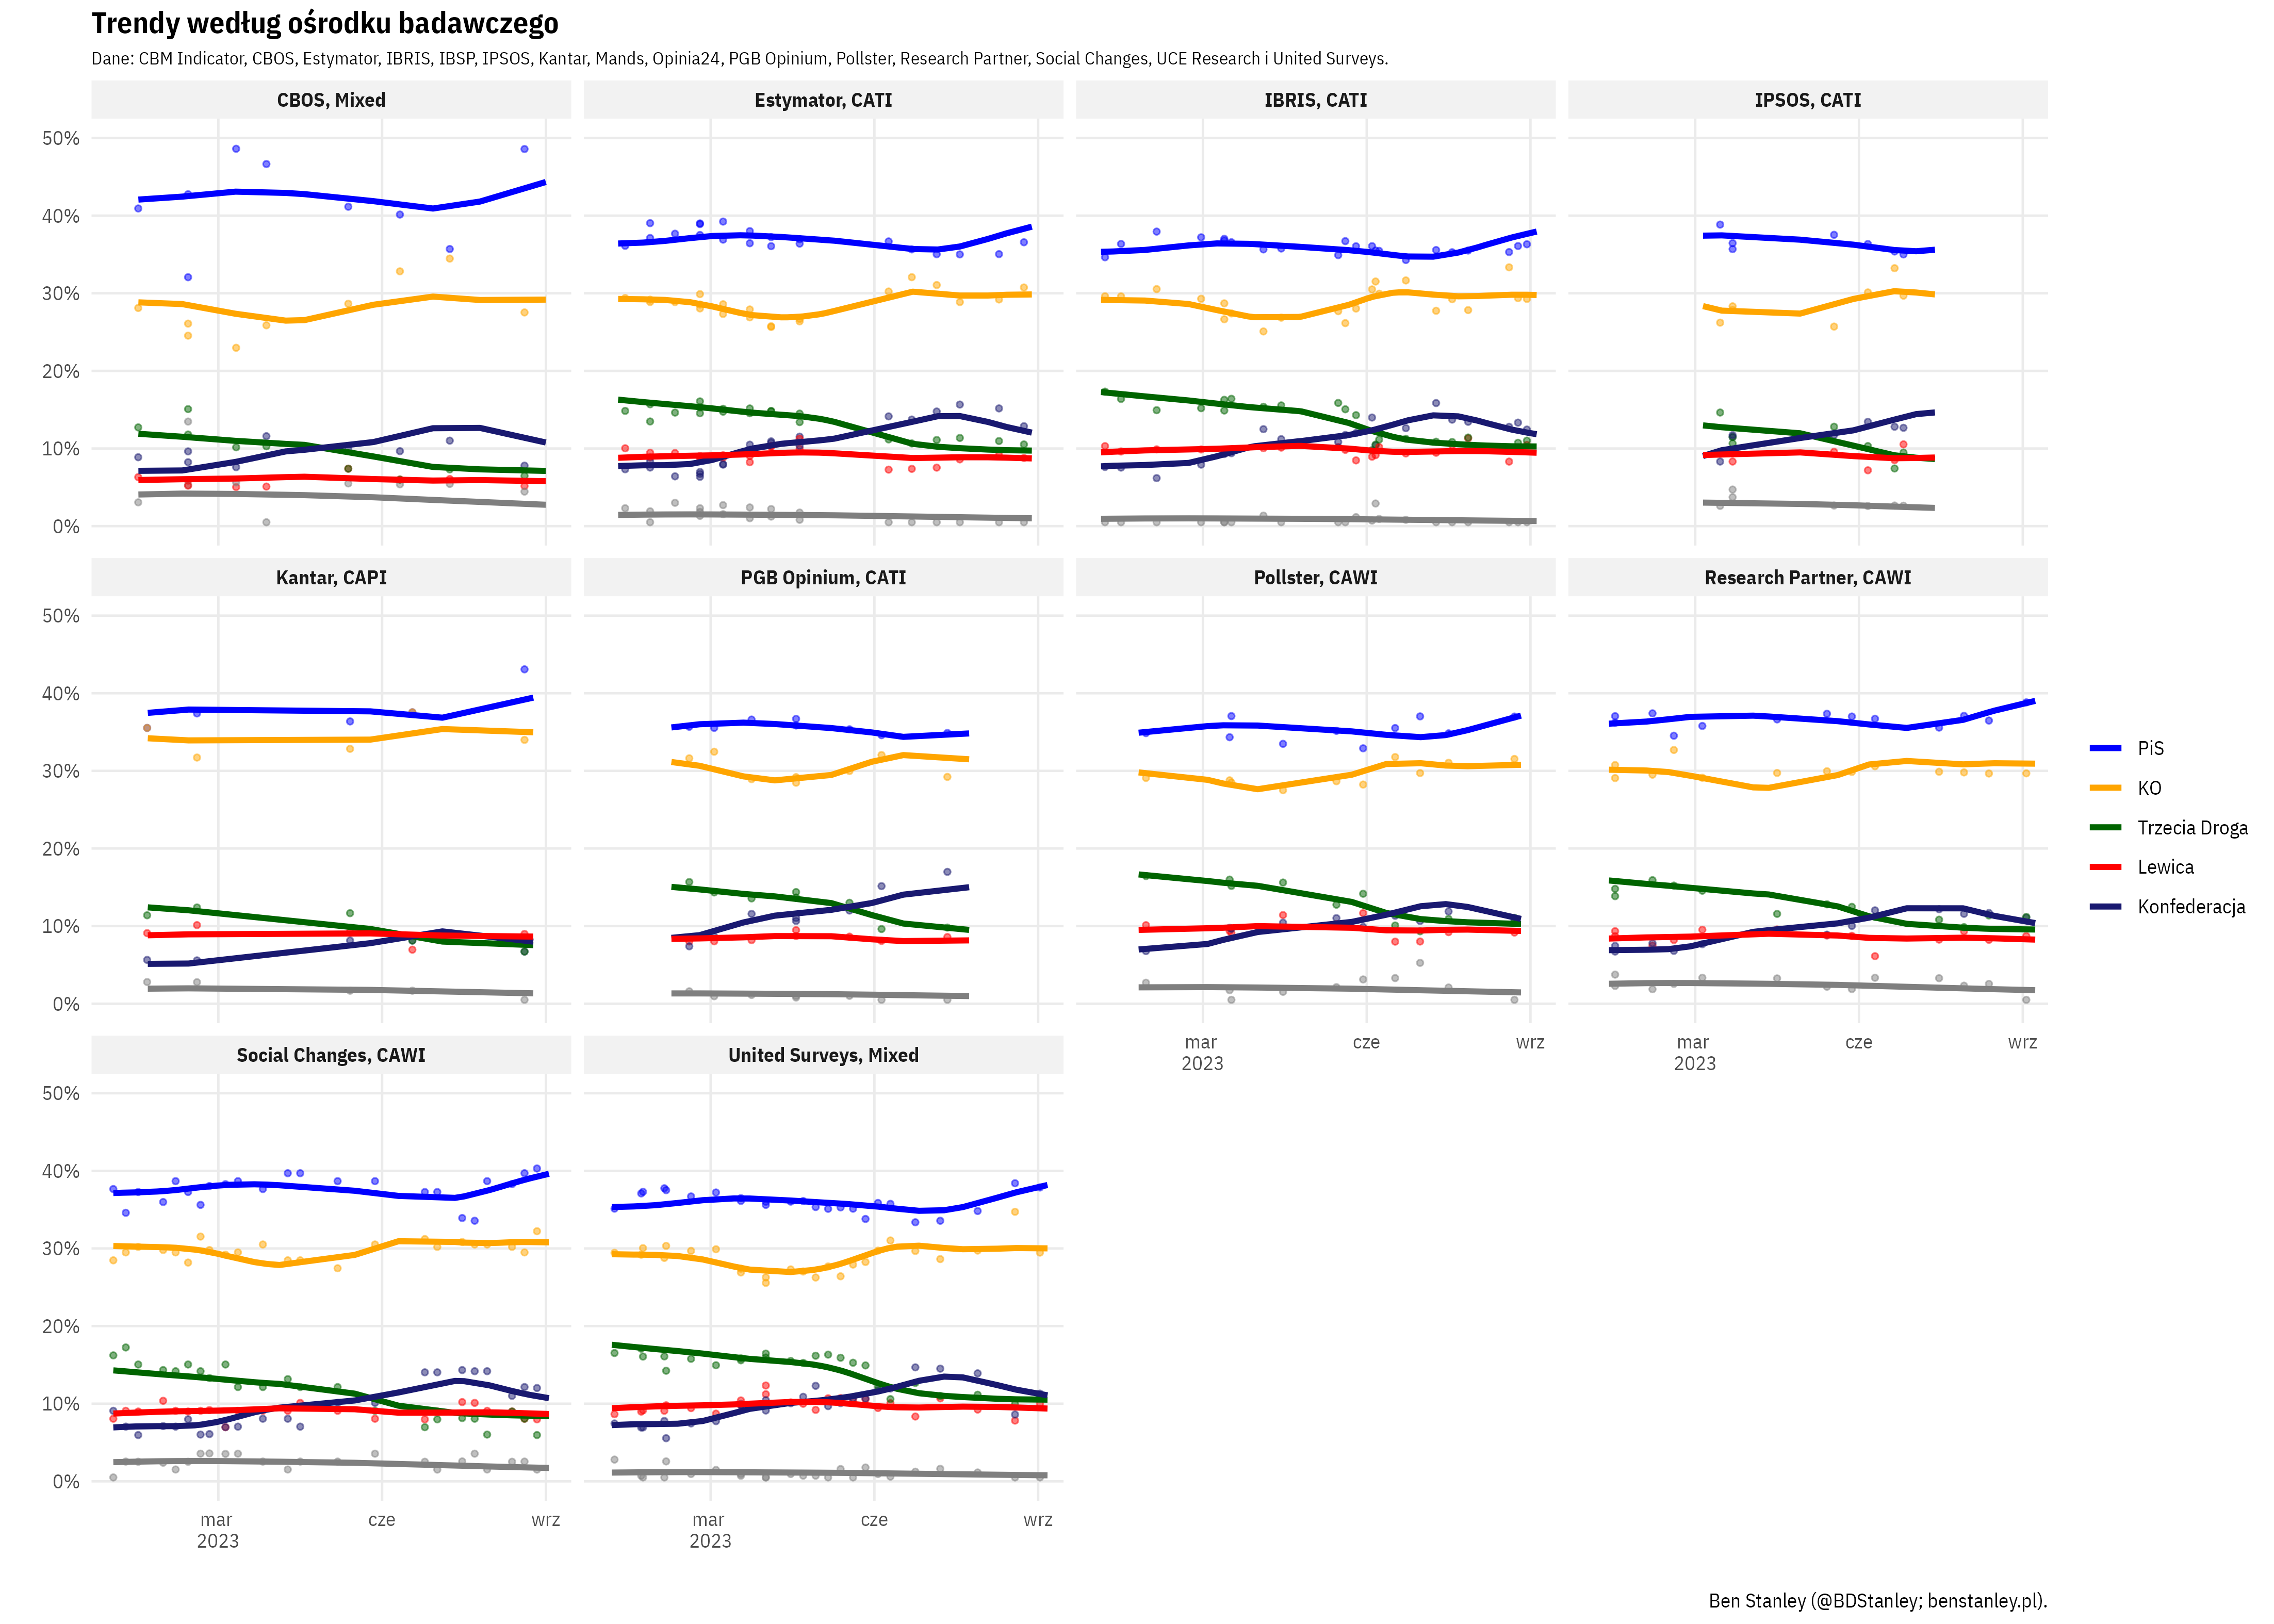 Trendy według ośrodku badawczego
Dane: CBM Indicator, CBOS, Estymator, IBRIS, IBSP, IPSOS, Kantar, Mands, Opinia24, PGB Opinium, Pollster, Research Partner, Social Changes, UCE Research i United Surveys.
CBOS, Mixed
Estymator, CATI
IBRIS, CATI
IPSOS, CATI
50%
40%
30%
20%
10%
0%
Kantar, CAPI
PGB Opinium, CATI
Pollster, CAWI
Research Partner, CAWI
50%
40%
30%
20%
10%
0%
mar
2023
cze
wrz
mar
2023
cze
wrz
Social Changes, CAWI
United Surveys, Mixed
50%
40%
30%
20%
10%
0%
mar
2023
cze
wrz
mar
2023
cze
wrz
PiS
KO
Trzecia Droga
Lewica
Konfederacja
Ben Stanley (@BDStanley; benstanley.pl).